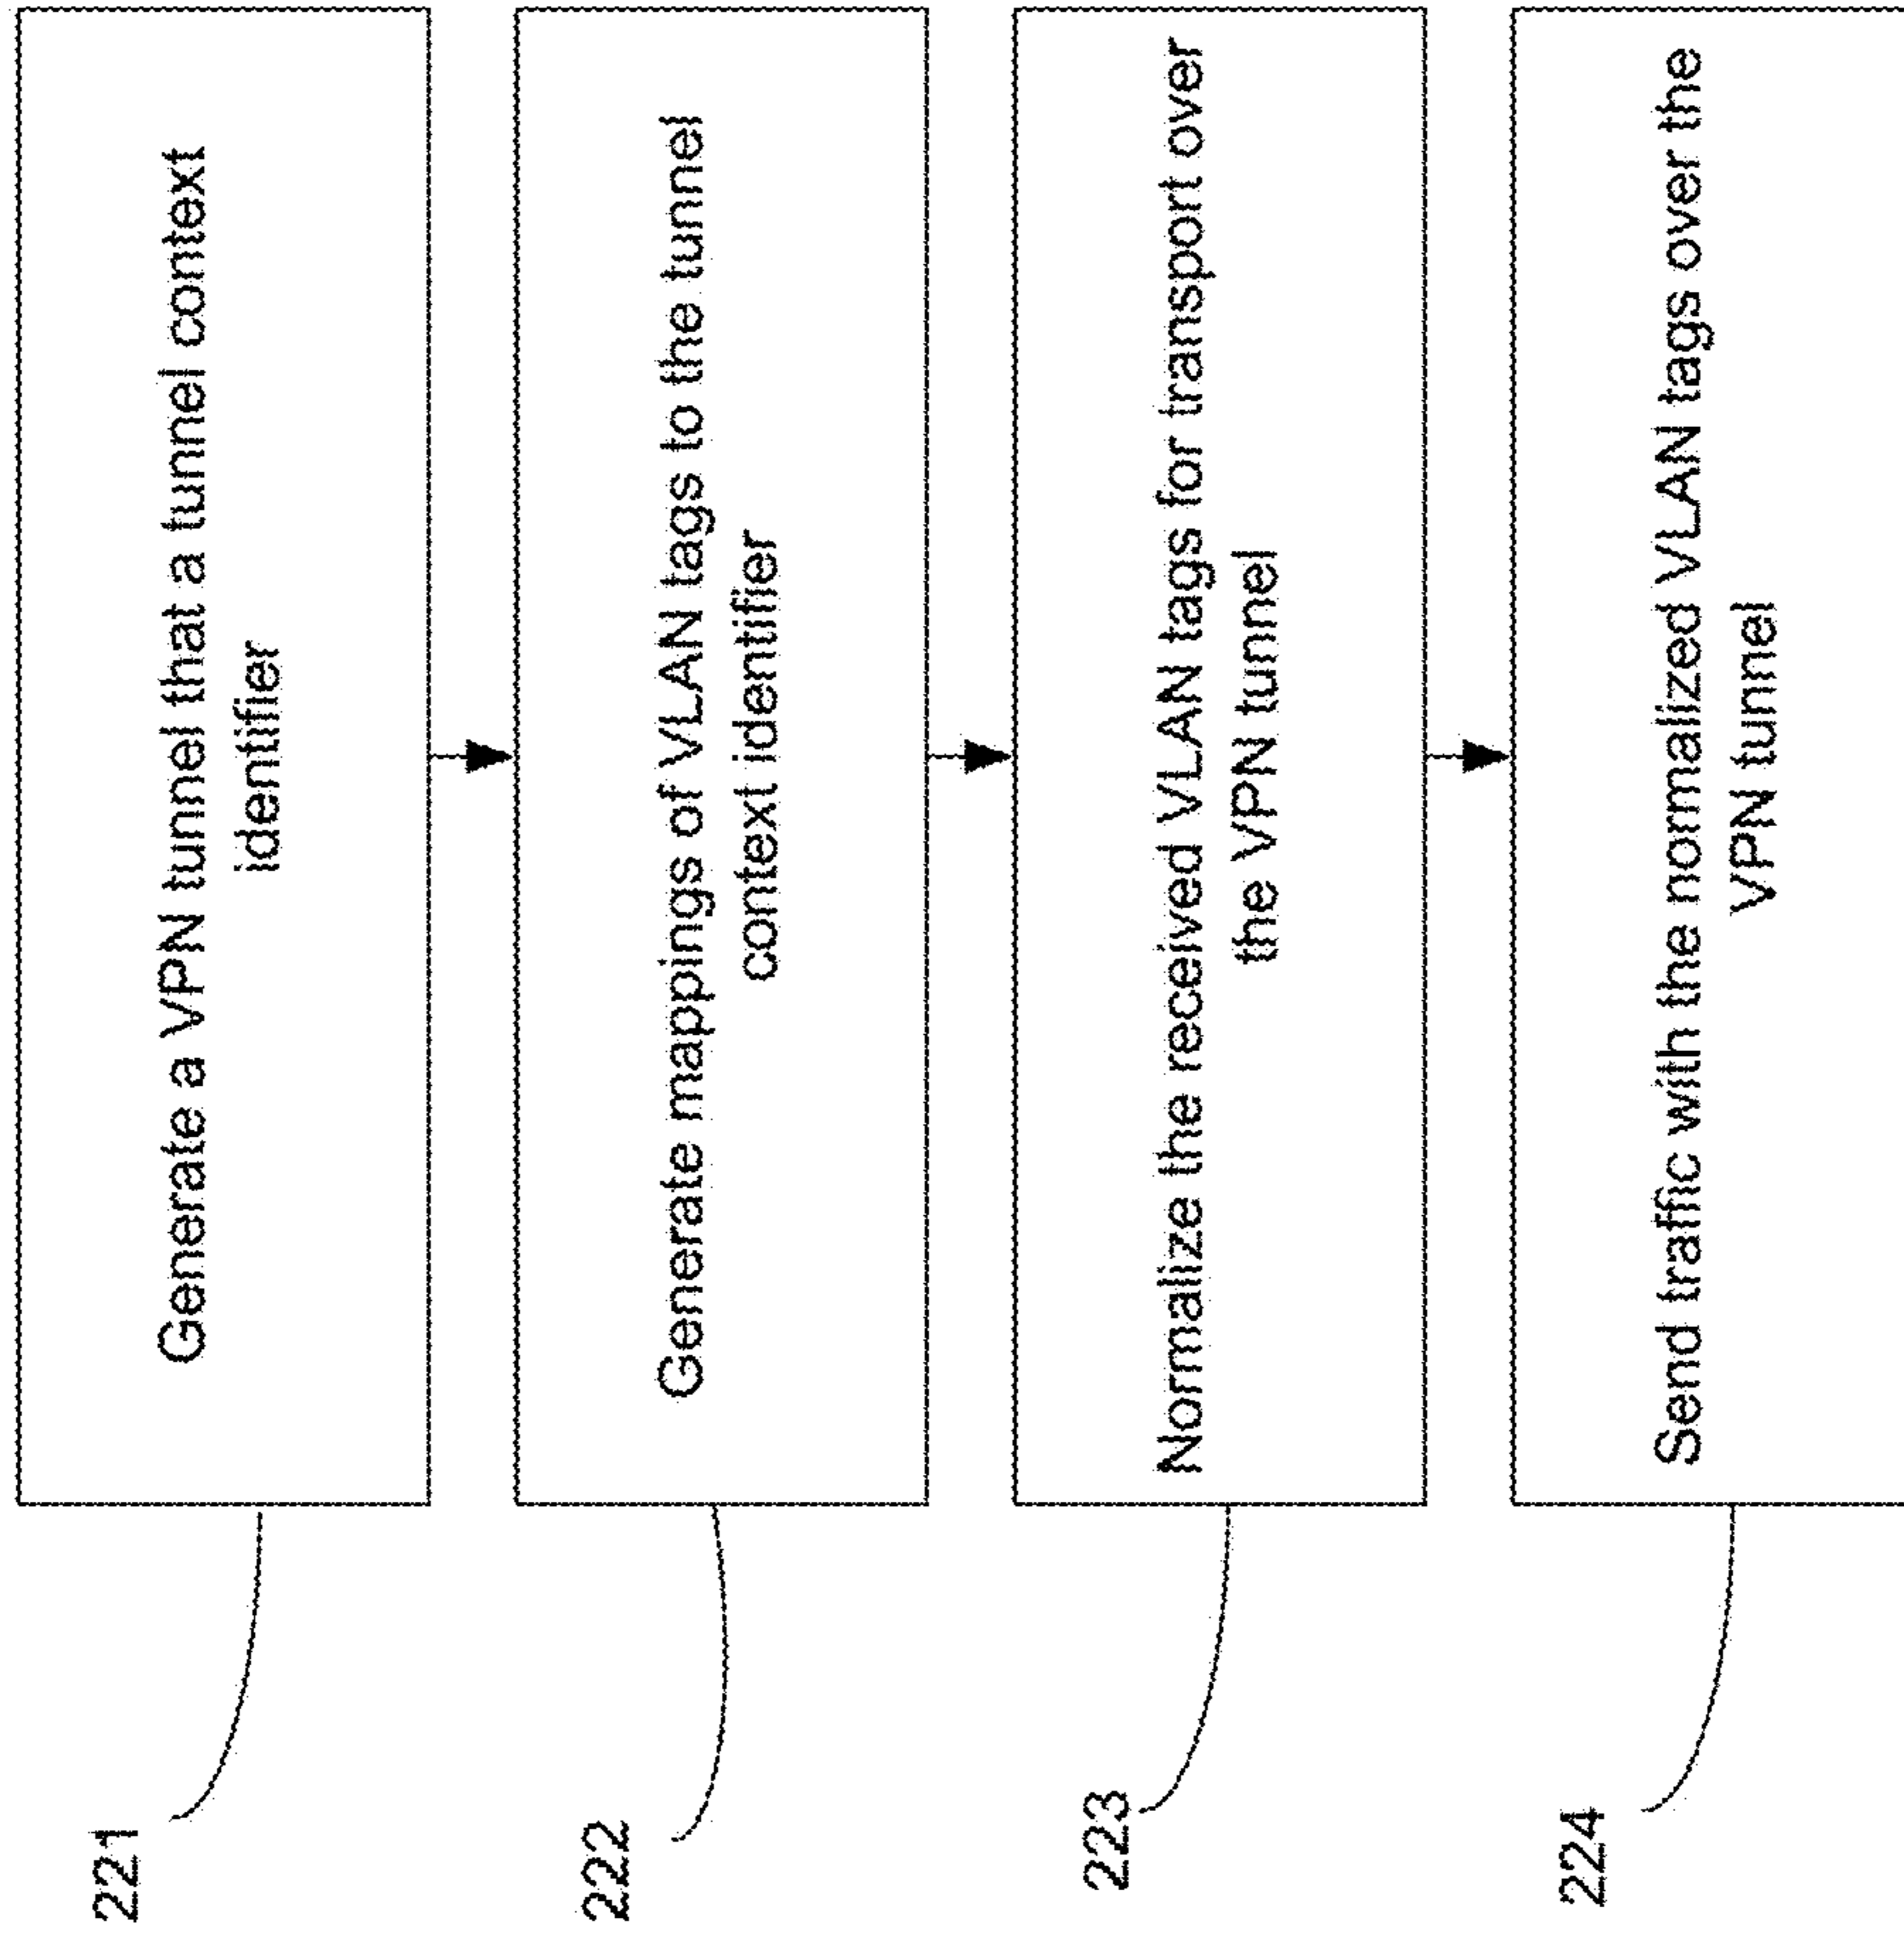 221
Generate a VPN tunnel that a tunnel context
identifier
222
Generate mappings of VLAN tags to the tunnel
context identifier
223
Normalize the received VLAN tags for transport over
the VPN tunnel
224
Send traffic with the normalized VLAN tags over the
VPN tunnel